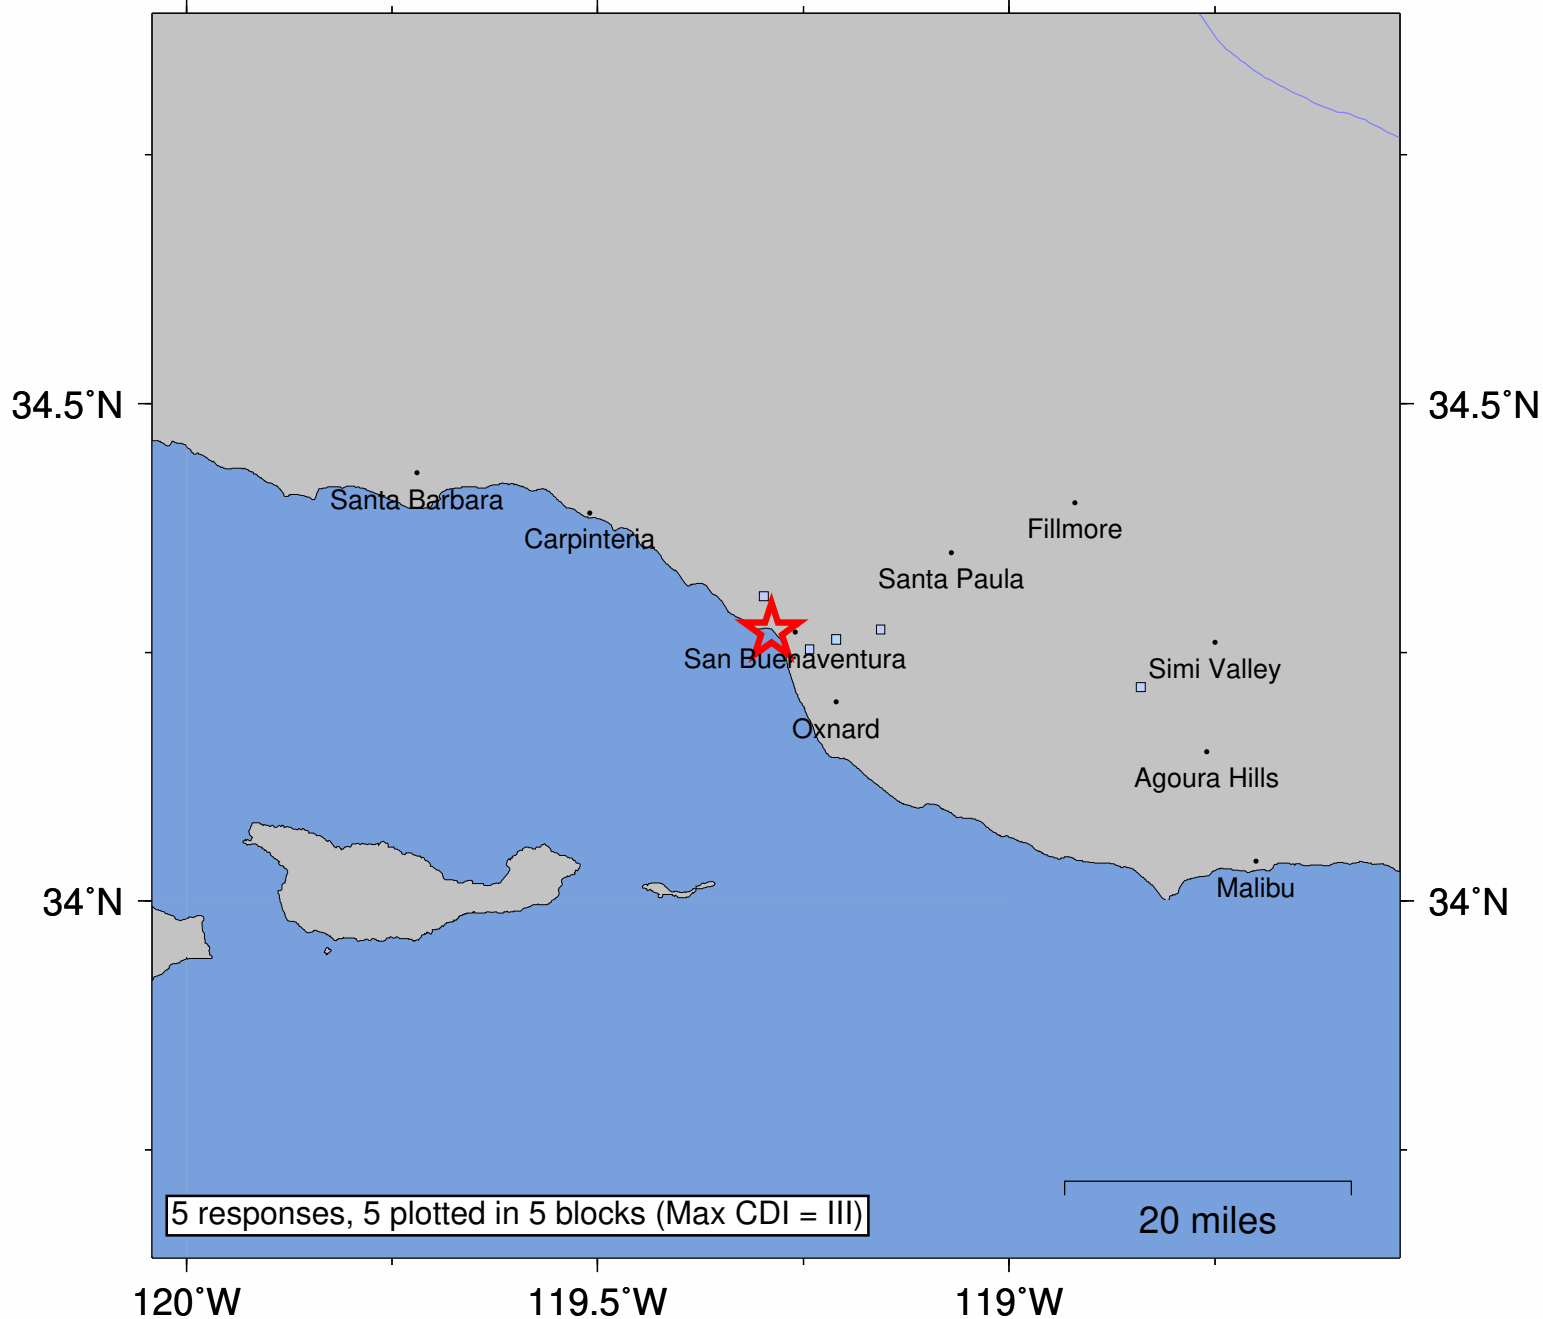 34.5°N
34.5°N
Santa Barbara
Carpinteria
Fillmore
Santa Paula
San Buenaventura
Simi Valley
Oxnard
Agoura Hills
Malibu
34°N
34°N
5 responses, 5 plotted in 5 blocks (Max CDI = III)
20 miles
120°W
119.5°W
119°W